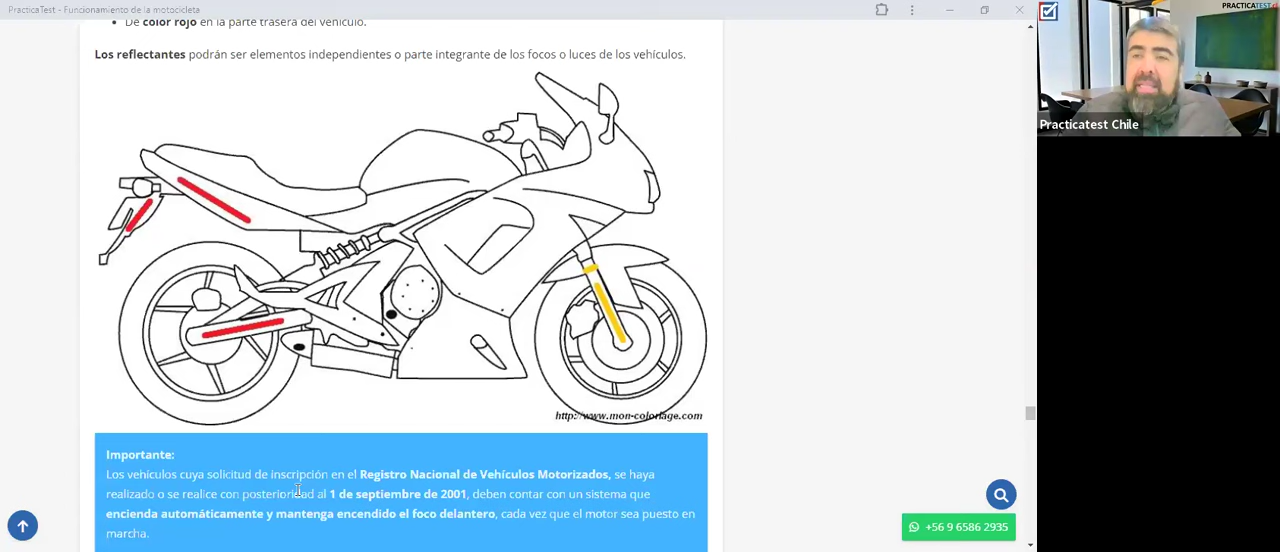 PracticaTest - Funcionamiento de la motocicleta
PRACTICATEST.cl
• De color rojo en la parte trasera del vehículo.
Los reflectantes podrán ser elementos independientes o parte integrante de los focos o luces de los vehículos.
Practicatest Chile
http://www.mon-coloriage.com
Importante:
Los vehículos cuya solicitud de inscripción en el Registro Nacional de Vehículos Motorizados, se haya
realizado o se realice con posterioridad al 1 de septiembre de 2001, deben contar con un sistema que
encienda automáticamente y mantenga encendido el foco delantero, cada vez que el motor sea puesto en
marcha.
+56 9 6586 2935